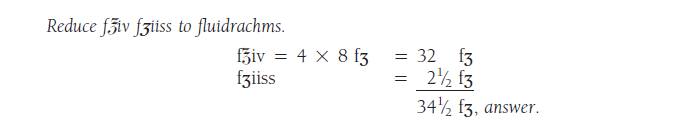 Reduce f℥iv fʒiiss to fluidrachms.
f℥iv = 4 × 8 fʒ = 32 fʒ
fʒiiss = 2½ fʒ
34½ fʒ, answer.